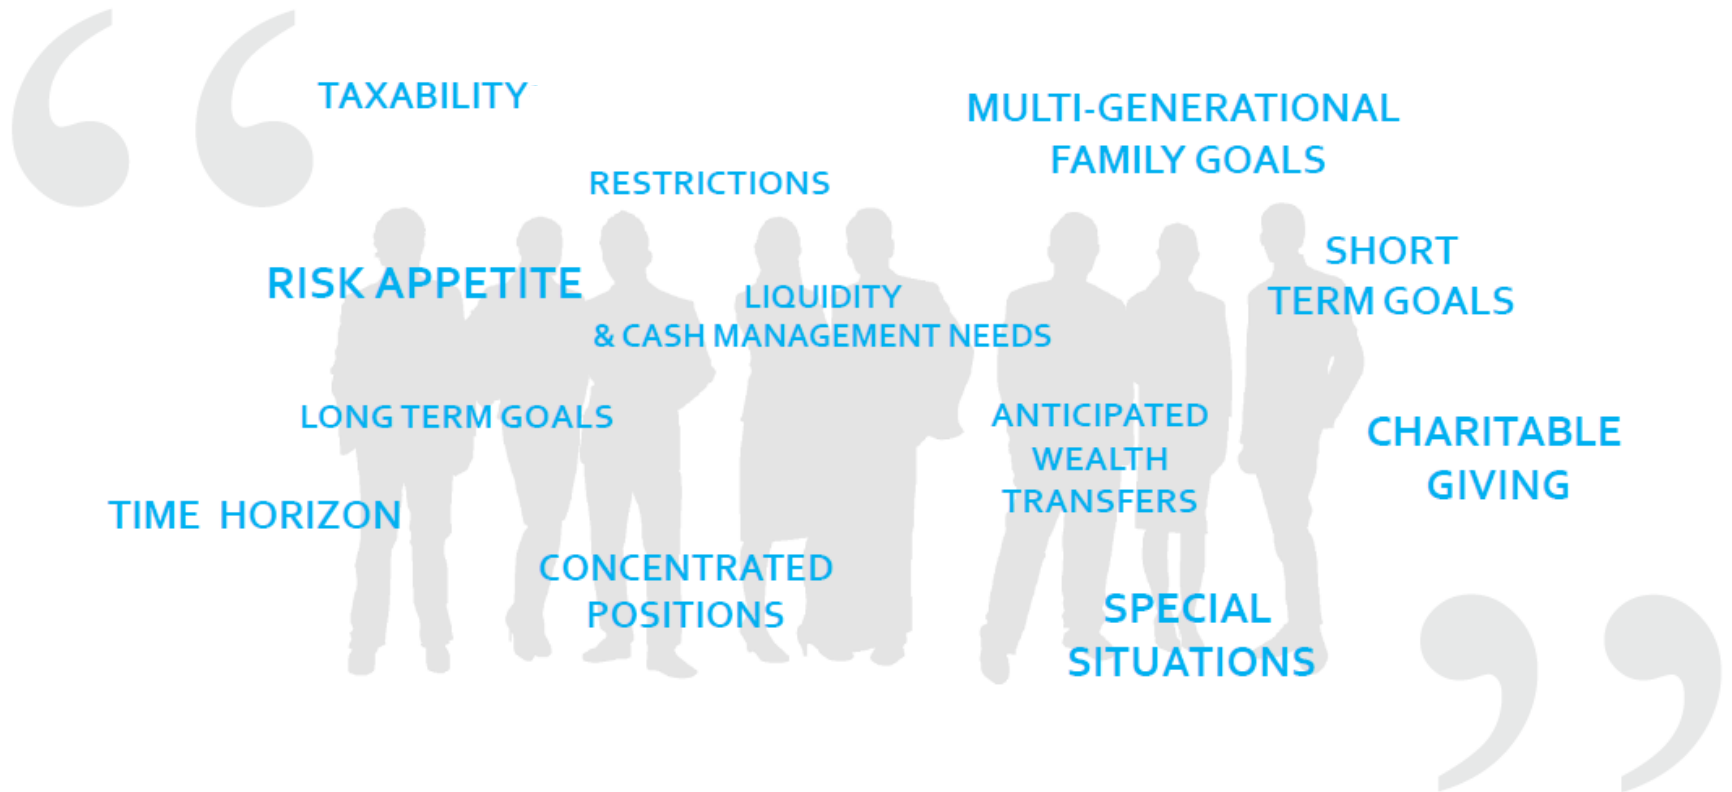 TAXABILITY
MULTI-GENERATIONAL
FAMILY GOALS
RESTRICTIONS
RISK APPETITE
SHORT
TERM GOALS
LIQUIDITY
& CASH MANAGEMENT NEEDS
LONG TERM GOALS
ANTICIPATED
WEALTH
TRANSFERS
CHARITABLE
GIVING
TIME HORIZON
CONCENTRATED
POSITIONS
SPECIAL
SITUATIONS